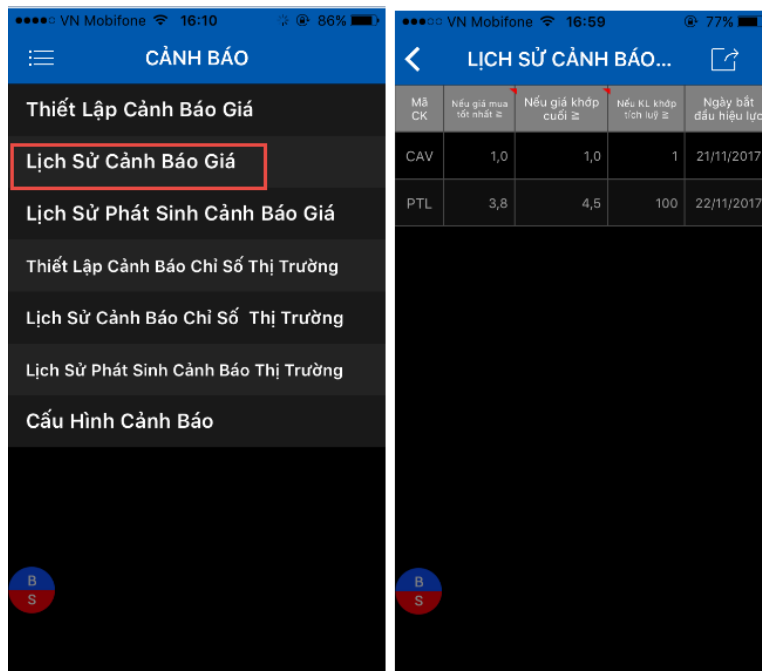 VN Mobifone 16:10 86%
CẢNH BÁO
Thiết Lập Cảnh Báo Giá
Lịch Sử Cảnh Báo Giá
Lịch Sử Phát Sinh Cảnh Báo Giá
Thiết Lập Cảnh Báo Chỉ Số Thị Trường
Lịch Sử Cảnh Báo Chỉ Số Thị Trường
Lịch Sử Phát Sinh Cảnh Báo Thị Trường
Cấu Hình Cảnh Báo
B
S
VN Mobifone 16:59 77%
LỊCH SỬ CẢNH BÁO...
Mã CK Nếu giá mua tốt nhất ≥ Nếu giá khớp cuối ≥ Nếu KL khớp tích luỹ ≥ Ngày bắt đầu hiệu lực
CAV 1,0 1,0 1 21/11/2017
PTL 3,8 4,5 100 22/11/2017
B
S